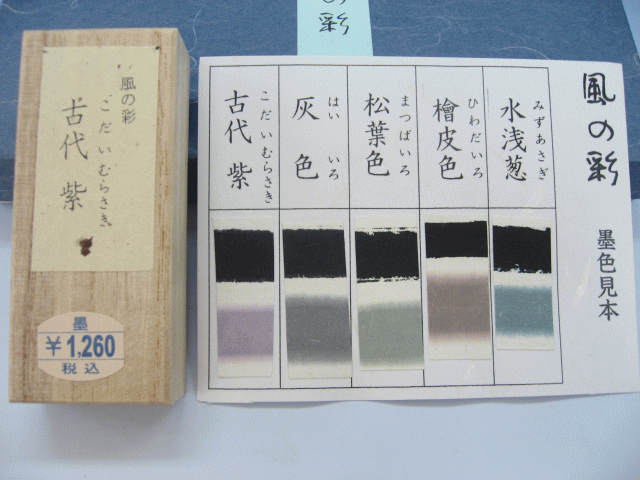 の彩
風の彩
こだいむらさき
古代紫
墨
¥1,260
税込
風の彩
墨色見本
みずあさぎ
水浅葱
ひわだいろ
檜皮色
まつばいろ
松葉色
はいいろ
灰色
こだいむらさき
古代紫